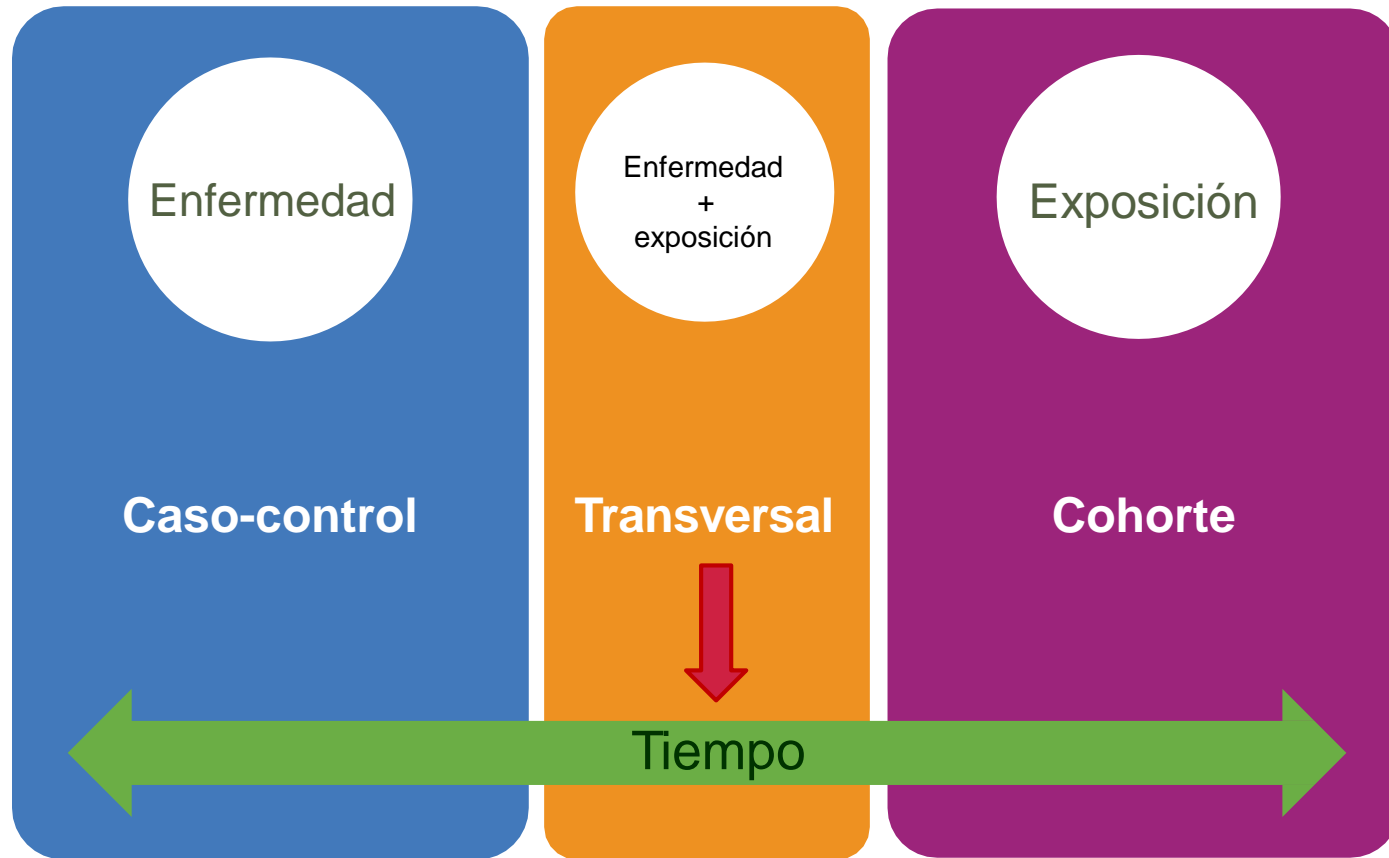 Enfermedad
Enfermedad
+
exposición
Exposición
Caso-control
Transversal
Cohorte
Tiempo